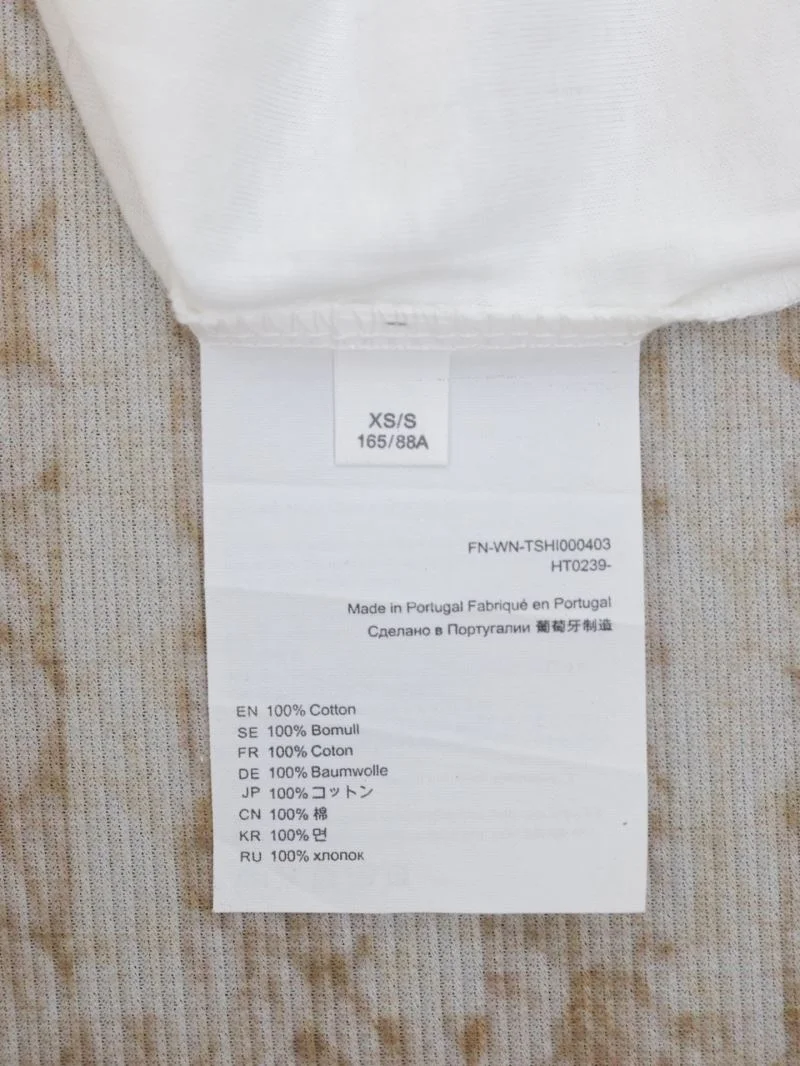 XS/S
165/88A
FN-WN-TSHI000403
HT0239-
Made in Portugal Fabriqué en Portugal
Сделано в Португалии 葡萄牙制造
EN 100% Cotton
SE 100% Bomull
FR 100% Coton
DE 100% Baumwolle
JP 100% コットン
CN 100% 棉
KR 100% 면
RU 100% хлопок